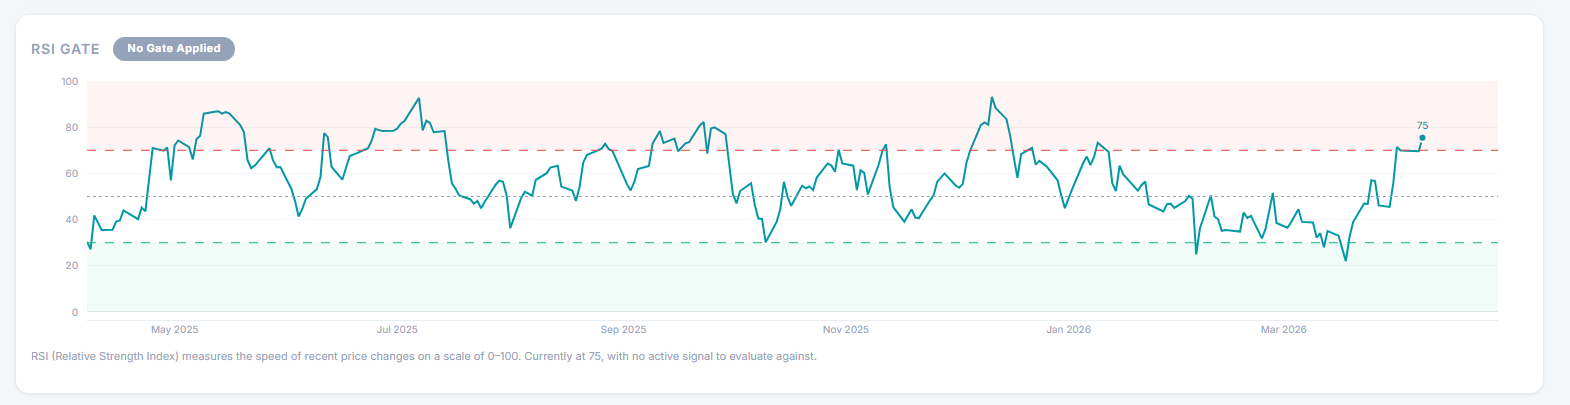 RSI GATE No Gate Applied
100
80
60
40
20
0
75
May 2025 Jul 2025 Sep 2025 Nov 2025 Jan 2026 Mar 2026
RSI (Relative Strength Index) measures the speed of recent price changes on a scale of 0–100. Currently at 75, with no active signal to evaluate against.